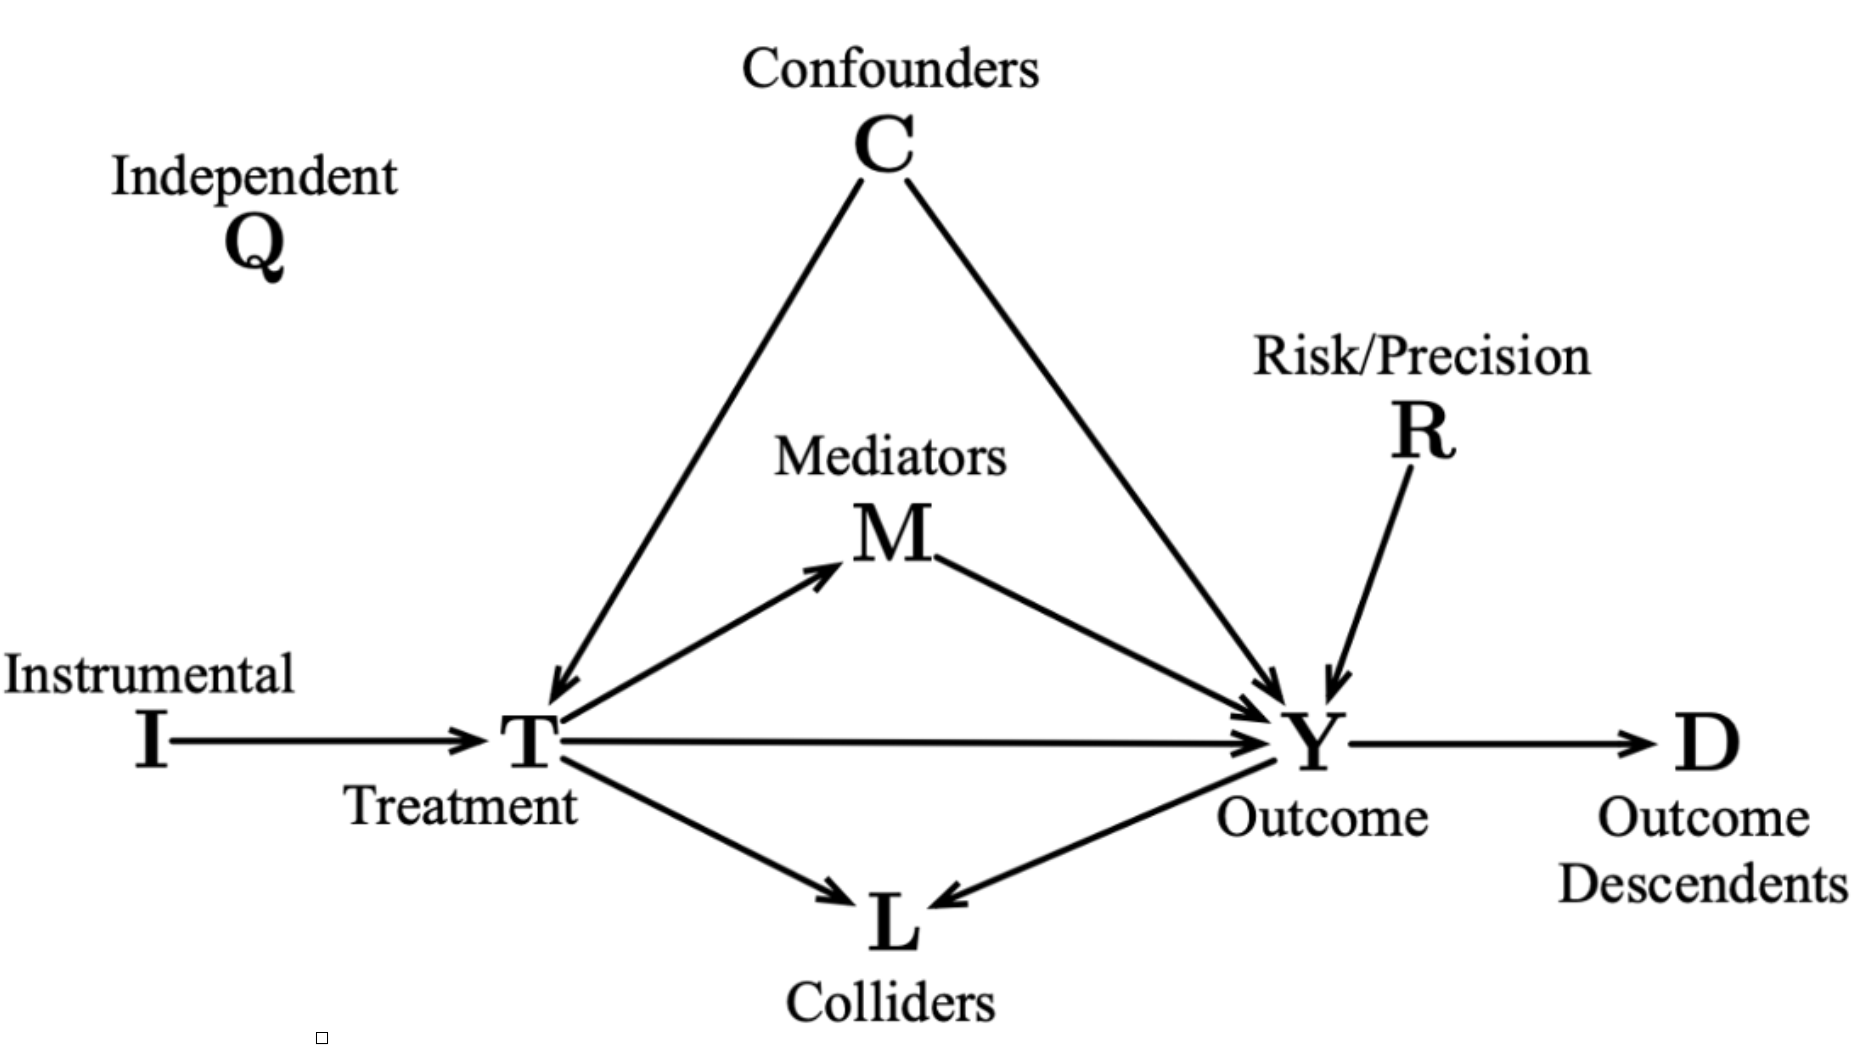 Confounders
C
Independent
Q
Risk/Precision
R
Mediators
M
Instrumental
I
T
Treatment
Y
Outcome
D
Outcome
Descendents
L
Colliders